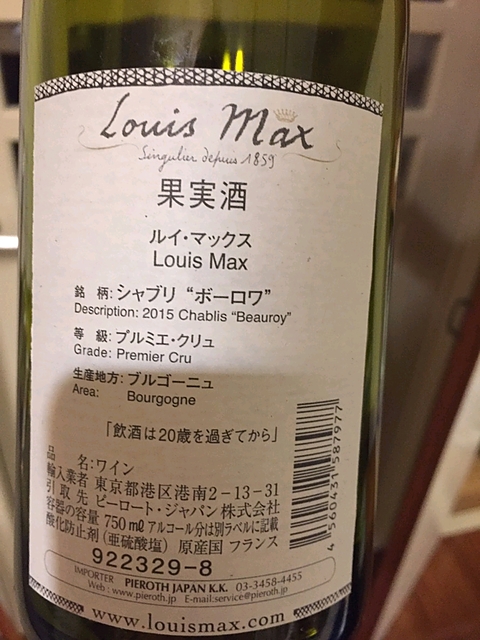 Louis Max
Singulier depuis 1859
果実酒
ルイ・マックス
Louis Max
銘 柄: シャブリ “ボーロワ”
Description: 2015 Chablis “Beauroy”
等 級: プルミエ・クリュ
Grade: Premier Cru
生産地方: ブルゴーニュ
Area: Bourgogne
「飲酒は20歳を過ぎてから」
品 名:ワイン
輸入業者 東京都港区港南2-13-31
引 取 先 ピーロート・ジャパン株式会社
容器の容量 750㎖ アルコール分は別ラベルに記載
酸化防止剤(亜硫酸塩) 原産国 フランス
4 560431 587977
922329-8
IMPORTER PIEROTH JAPAN K.K. 03-3458-4455
Web : www.pieroth.jp E-mail:service@pieroth.jp
www.louismax.com